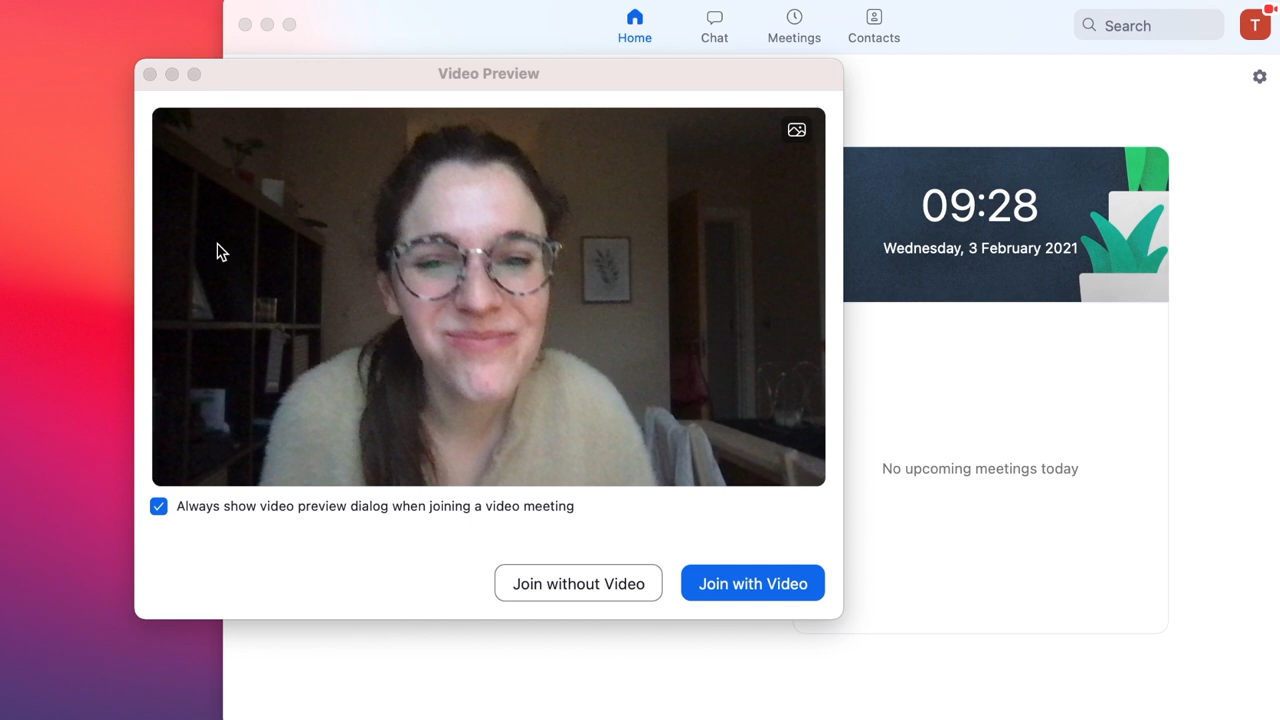 Home
Chat
Meetings
Contacts
Search
T
Video Preview
09:28
Wednesday, 3 February 2021
No upcoming meetings today
Always show video preview dialog when joining a video meeting
Join without Video
Join with Video